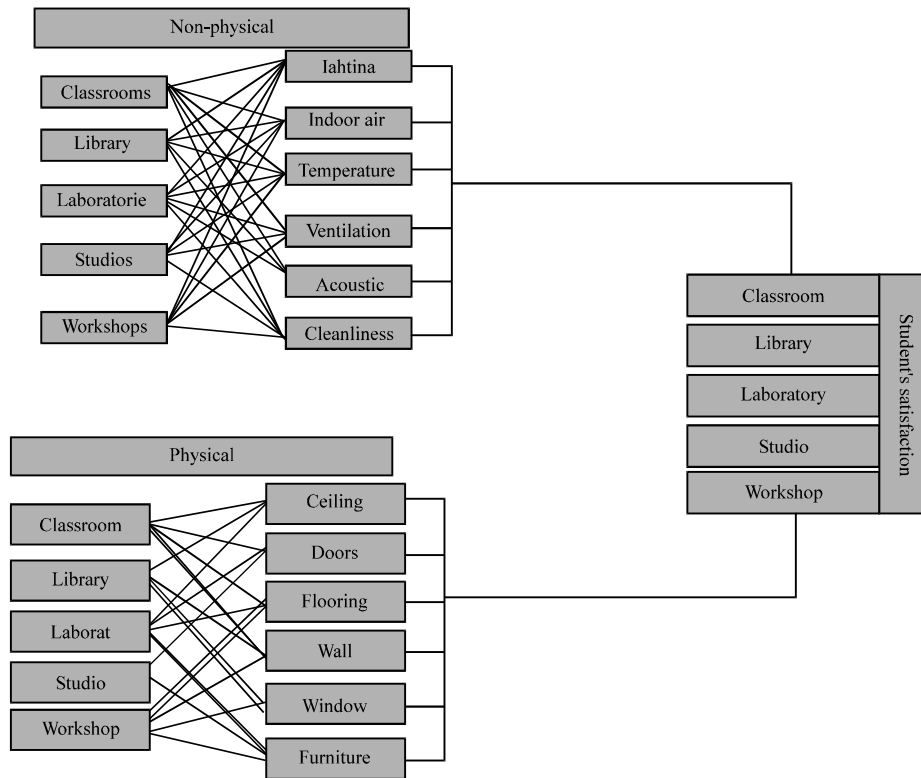 Non-physical
Classrooms
Library
Laboratorie
Studios
Workshops
Iahtina
Indoor air
Temperature
Ventilation
Acoustic
Cleanliness
Physical
Classroom
Library
Laborat
Studio
Workshop
Ceiling
Doors
Flooring
Wall
Window
Furniture
Classroom
Library
Laboratory
Studio
Workshop
Student's satisfaction